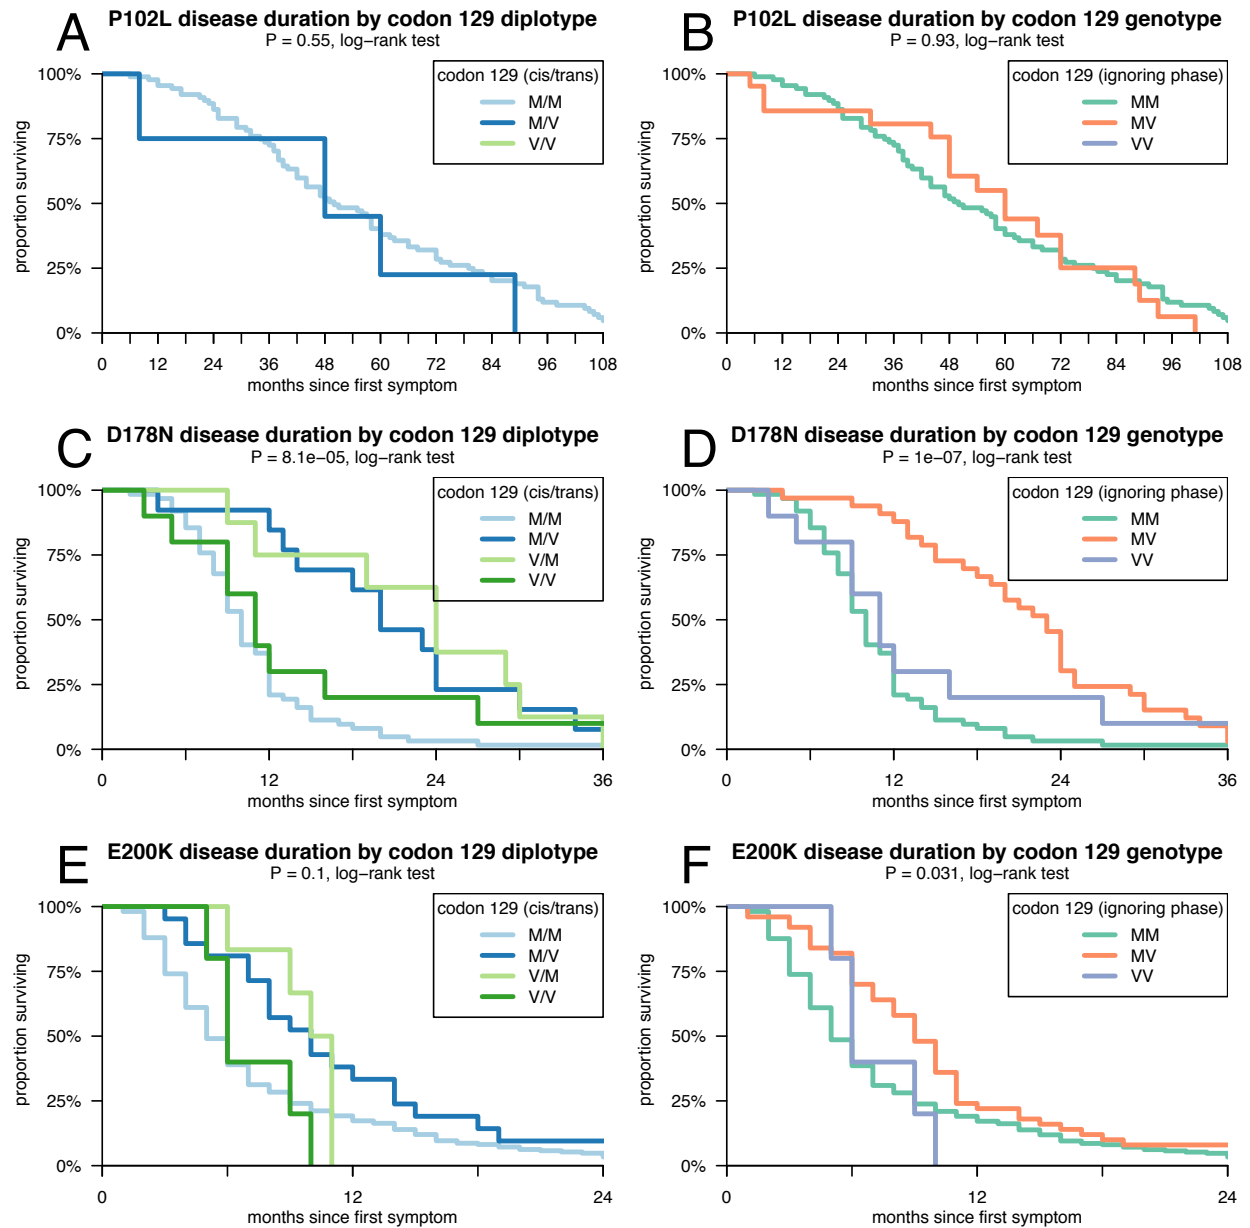 A
P102L disease duration by codon 129 diplotype
P = 0.55, log−rank test
codon 129 (cis/trans)
M/M
M/V
V/V
proportion surviving
100%
75%
50%
25%
0%
0 12 24 36 48 60 72 84 96 108
months since first symptom
B
P102L disease duration by codon 129 genotype
P = 0.93, log−rank test
codon 129 (ignoring phase)
MM
MV
VV
proportion surviving
100%
75%
50%
25%
0%
0 12 24 36 48 60 72 84 96 108
months since first symptom
C
D178N disease duration by codon 129 diplotype
P = 8.1e−05, log−rank test
codon 129 (cis/trans)
M/M
M/V
V/M
V/V
proportion surviving
100%
75%
50%
25%
0%
0 12 24 36
months since first symptom
D
D178N disease duration by codon 129 genotype
P = 1e−07, log−rank test
codon 129 (ignoring phase)
MM
MV
VV
proportion surviving
100%
75%
50%
25%
0%
0 12 24 36
months since first symptom
E
E200K disease duration by codon 129 diplotype
P = 0.1, log−rank test
codon 129 (cis/trans)
M/M
M/V
V/M
V/V
proportion surviving
100%
75%
50%
25%
0%
0 12 24
months since first symptom
F
E200K disease duration by codon 129 genotype
P = 0.031, log−rank test
codon 129 (ignoring phase)
MM
MV
VV
proportion surviving
100%
75%
50%
25%
0%
0 12 24
months since first symptom